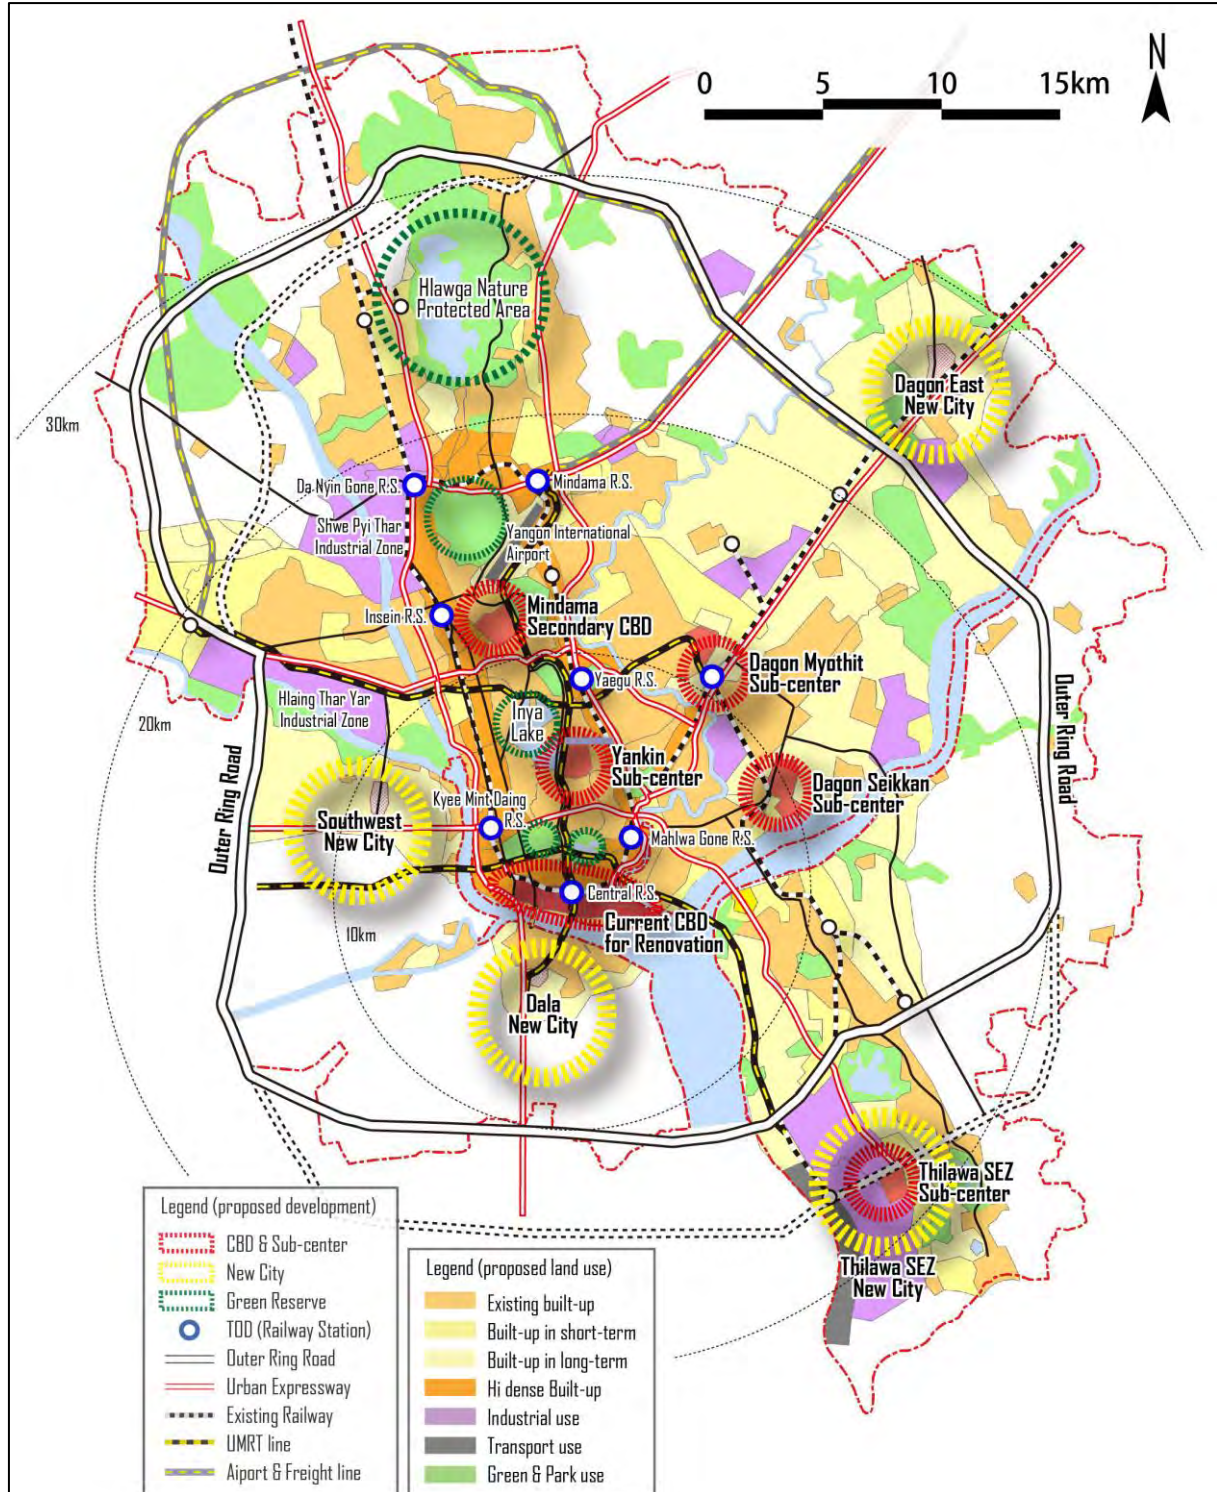 N
0 5 10 15km
Hlawga Nature
Protected Area
Dagon East
New City
30km
Da Nyin Gone R.S.
Mindama R.S.
Shwe Pyi Thar
Industrial Zone
Yangon International
Airport
Insein R.S.
Mindama
Secondary CBD
Dagon Myothit
Sub-center
Yaegu R.S.
Hlaing Thar Yar
Industrial Zone
20km
Inya
Lake
Outer Ring Road
Yankin
Sub-center
Dagon Seikkan
Sub-center
Outer Ring Road
Kyee Mint Daing
R.S.
Southwest
New City
Mahlwa Gone R.S.
Central R.S.
Current CBD
for Renovation
10km
Dala
New City
Thilawa SEZ
Sub-center
Thilawa SEZ
New City
Legend (proposed development)
CBD & Sub-center
New City
Green Reserve
TOD (Railway Station)
Outer Ring Road
Urban Expressway
Existing Railway
UMRT line
Aiport & Freight line
Legend (proposed land use)
Existing built-up
Built-up in short-term
Built-up in long-term
Hi dense Built-up
Industrial use
Transport use
Green & Park use